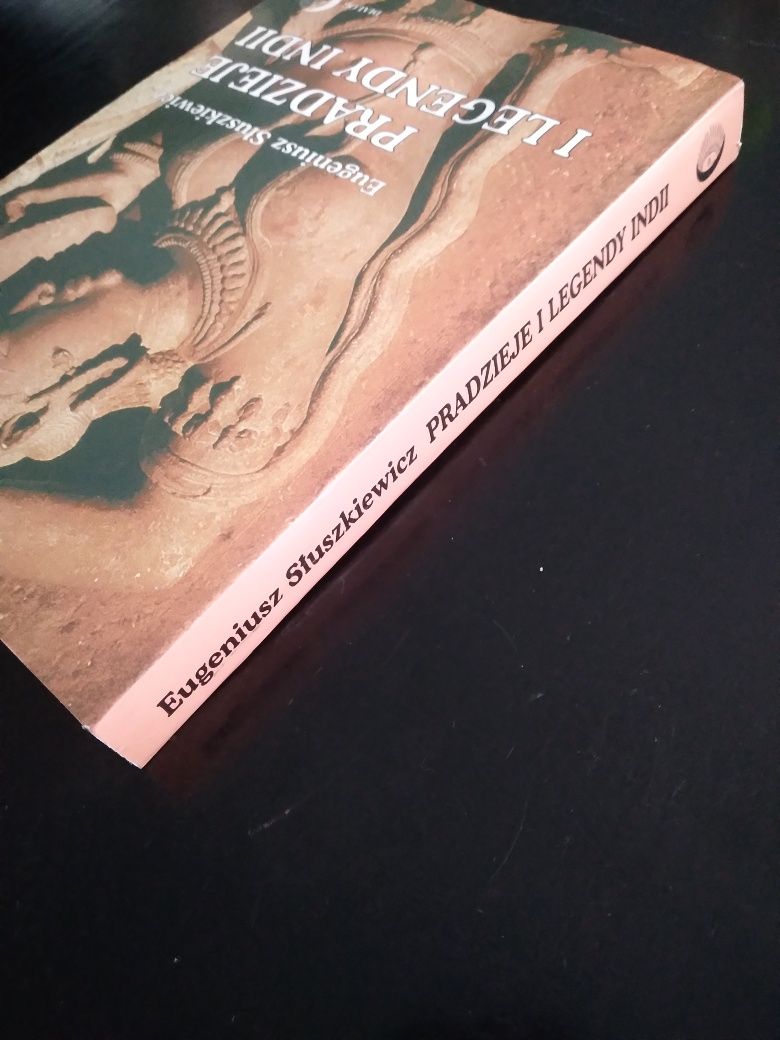 Eugeniusz Słuszkiewicz
PRADZIEJE
I LEGENDY INDII
Eugeniusz Słuszkiewicz PRADZIEJE I LEGENDY INDII